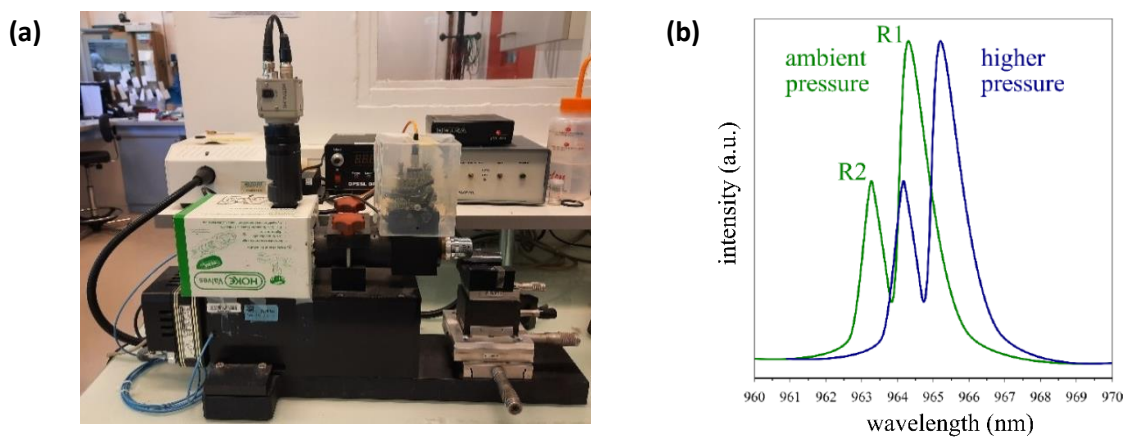 (a)
HOKE
Valves
(b)
R1
ambient
pressure
higher
pressure
R2
intensity (a.u.)
960 961 962 963 964 965 966 967 968 969 970
wavelength (nm)